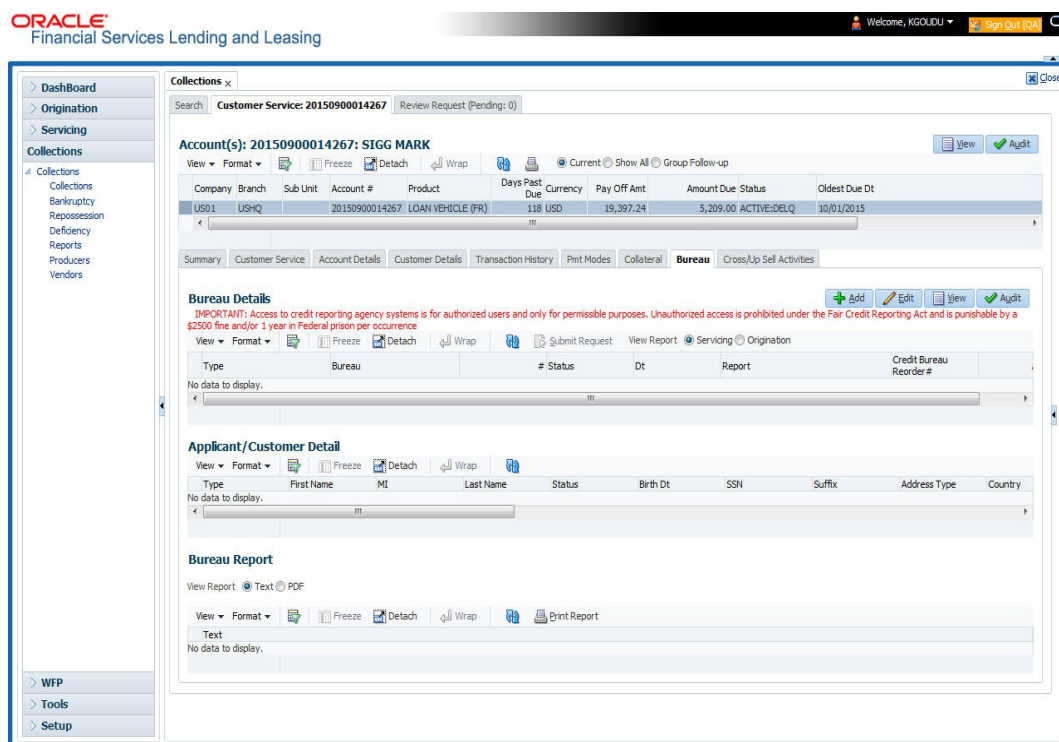 ORACLE
Financial Services Lending and Leasing
Welcome, KGOUDU
Sign Out [QA]
Close
DashBoard
Origination
Servicing
Collections
Collections
Collections
Bankruptcy
Repossession
Deficiency
Reports
Producers
Vendors
WFP
Tools
Setup
Collections x
Search Customer Service: 20150900014267 Review Request (Pending: 0)
Account(s): 20150900014267: SIGG MARK
View Audit
View Format Freeze Detach Wrap Current Show All Group Follow-up
Company Branch Sub Unit Account # Product Days Past Due Currency Pay Off Amt Amount Due Status Oldest Due Dt
US01 USHQ 20150900014267 LOAN VEHICLE (FR) 118 USD 19,397.24 5,209.00 ACTIVE:DELQ 10/01/2015
Summary Customer Service Account Details Customer Details Transaction History Pmt Modes Collateral Bureau Cross/Up Sell Activities
Bureau Details
Add Edit View Audit
IMPORTANT: Access to credit reporting agency systems is for authorized users and only for permissible purposes. Unauthorized access is prohibited under the Fair Credit Reporting Act and is punishable by a
$2500 fine and/or 1 year in Federal prison per occurrence
View Format Freeze Detach Wrap Submit Request View Report Servicing Origination
Type Bureau # Status Dt Report Credit Bureau Reorder#
No data to display.
Applicant/Customer Detail
View Format Freeze Detach Wrap
Type First Name MI Last Name Status Birth Dt SSN Suffix Address Type Country
No data to display.
Bureau Report
View Report Text PDF
View Format Freeze Detach Wrap Print Report
Text
No data to display.